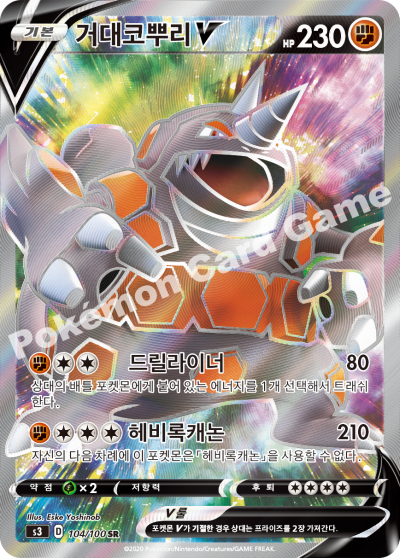 기본 거대코뿌리 V HP 230
Pokémon Card Game
드릴라이너 80
상대의 배틀 포켓몬에게 붙어 있는 에너지를 1개 선택해서 트래쉬
한다.
헤비록캐논 210
자신의 다음 차례에 이 포켓몬은 「헤비록캐논」을 사용할 수 없다.
약점 ×2 저항력 후퇴
Illus. Eske Yoshinob
V 룰
s3 D 104/100 SR
포켓몬 V가 기절한 경우 상대는 프라이즈를 2장 가져간다.
©2020 Pokémon/Nintendo/Creatures/GAME FREAK.